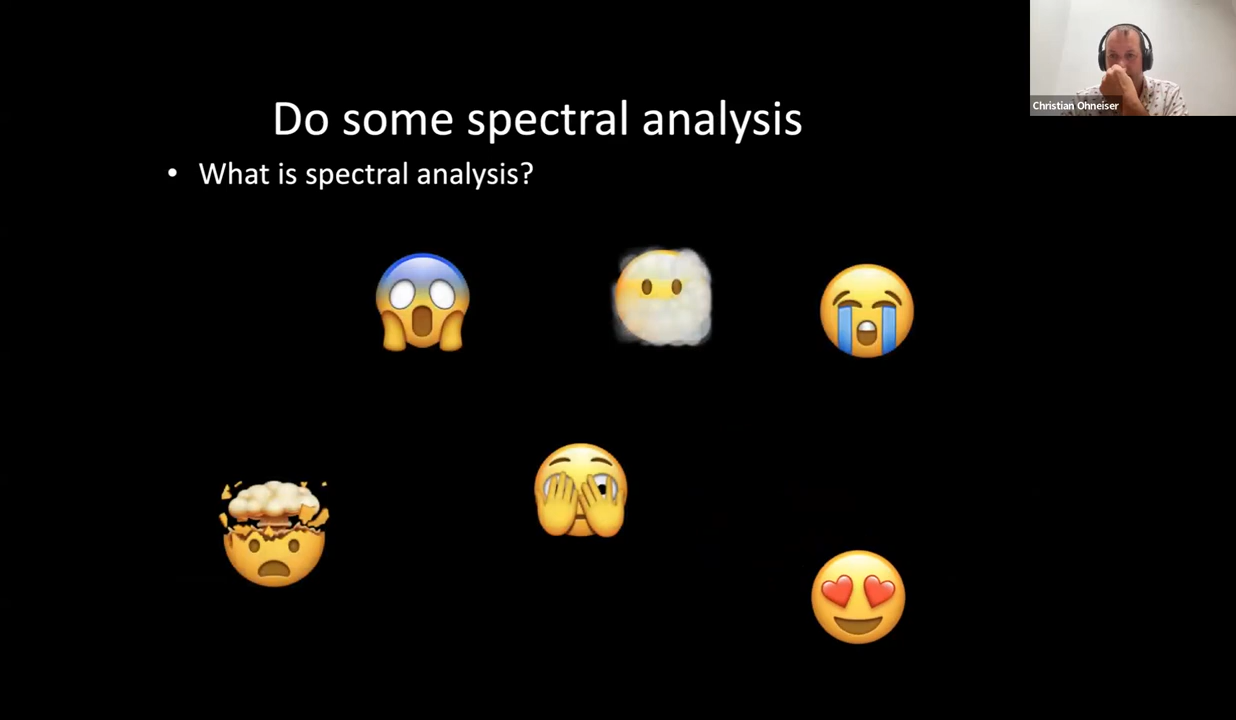 Do some spectral analysis
• What is spectral analysis?
Christian Ohneiser